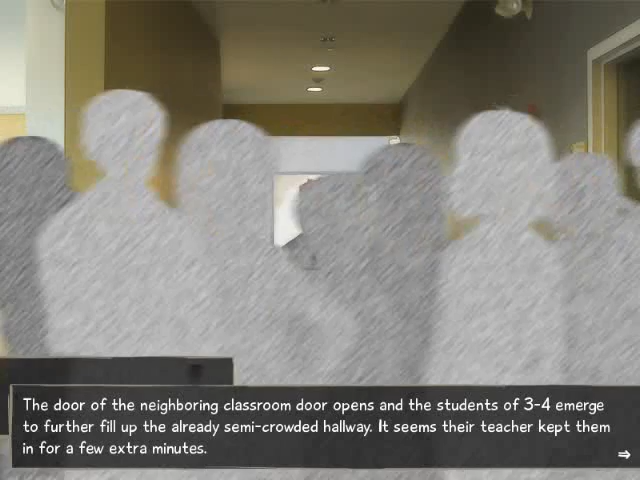 The door of the neighboring classroom door opens and the students of 3-4 emerge
to further fill up the already semi-crowded hallway. It seems their teacher kept them
in for a few extra minutes.
⇒